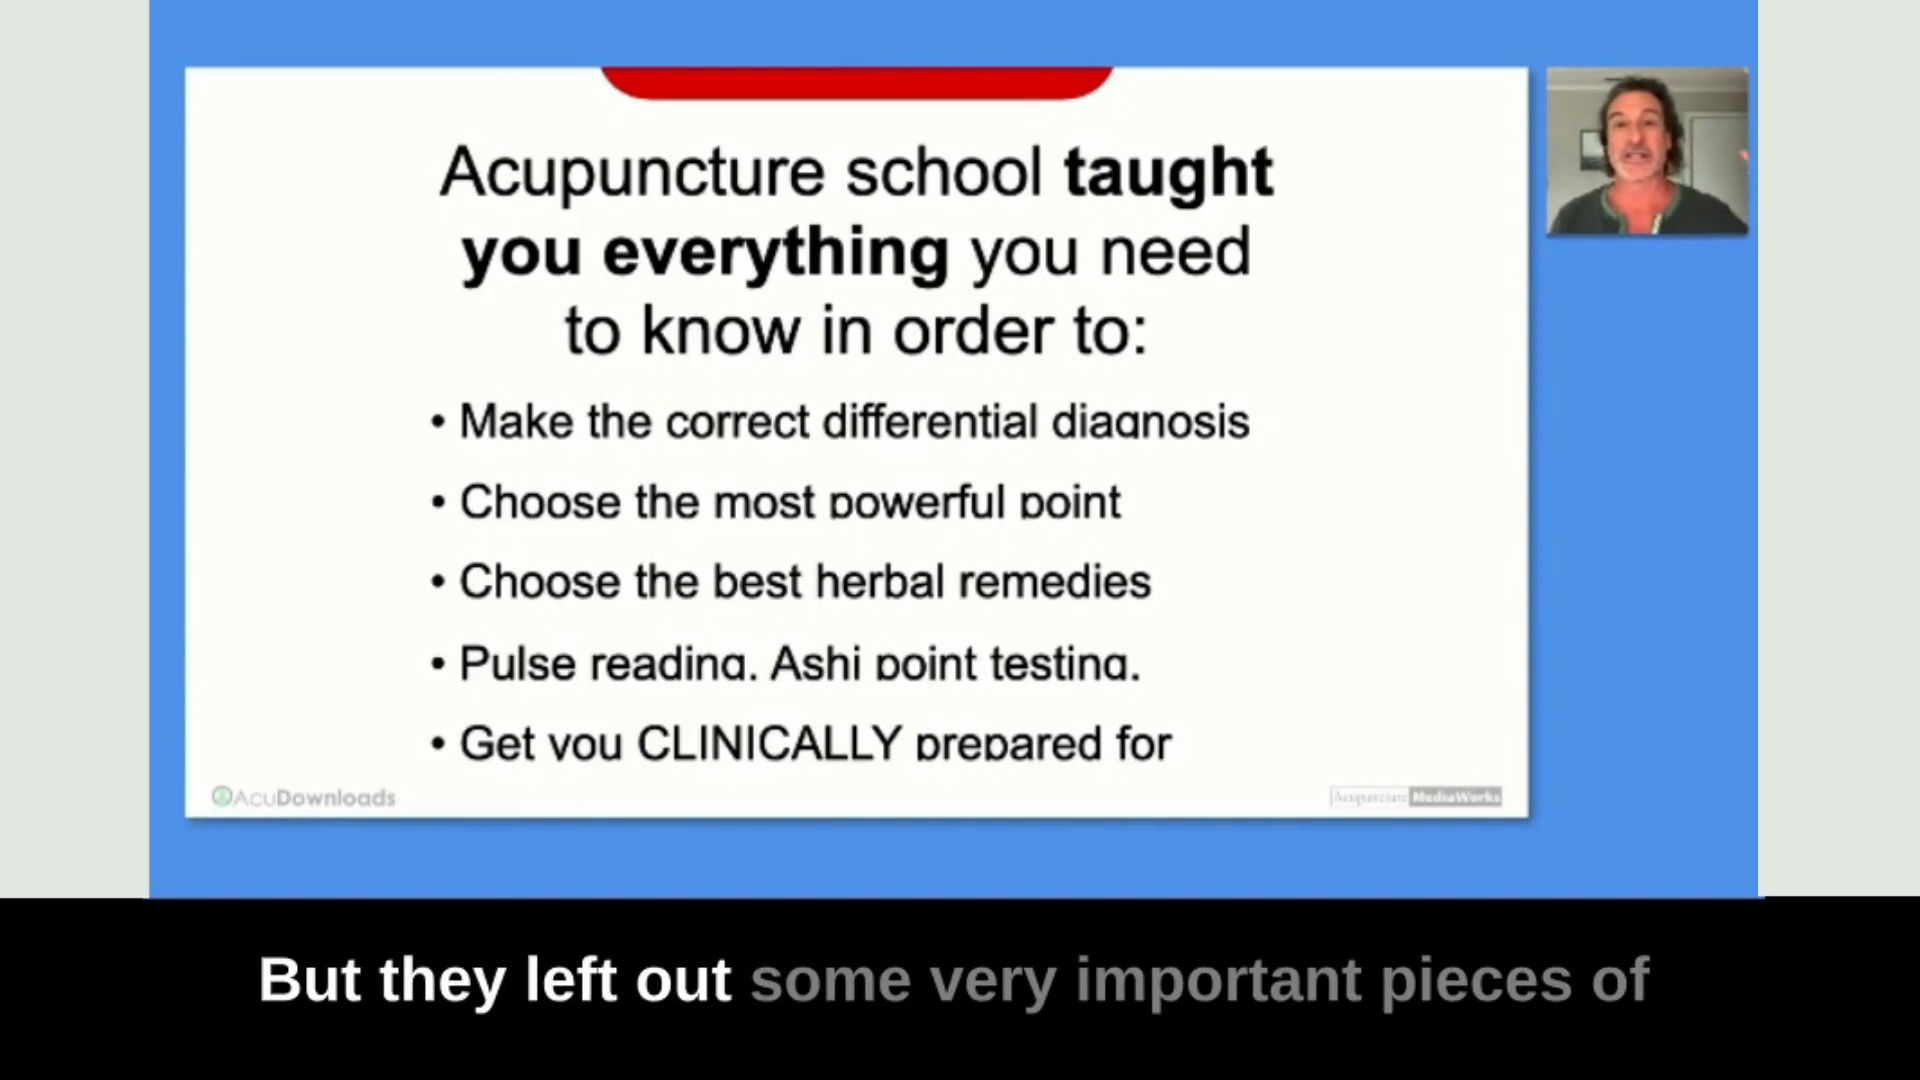 Acupuncture school taught
you everything you need
to know in order to:
• Make the correct differential diagnosis
• Choose the most powerful point
• Choose the best herbal remedies
• Pulse reading. Ashi point testing.
• Get you CLINICALLY prepared for
AcuDownloads
Acupuncture MediaWorks
But they left out some very important pieces of